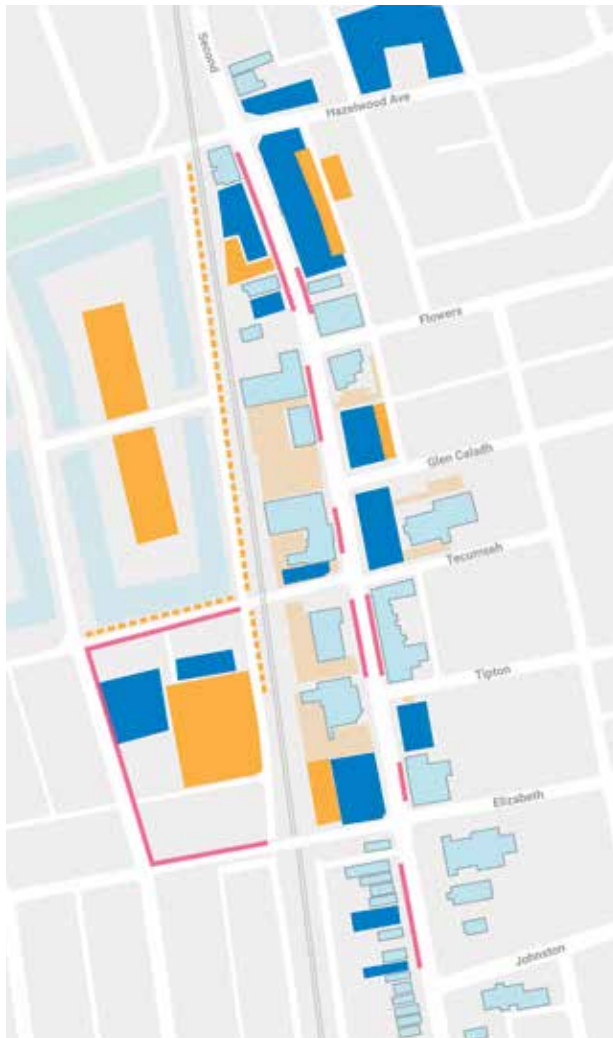 Second
Hazelwood Ave
Flowers
Glen Caladh
Tecumseh
Tipton
Elizabeth
Johnston